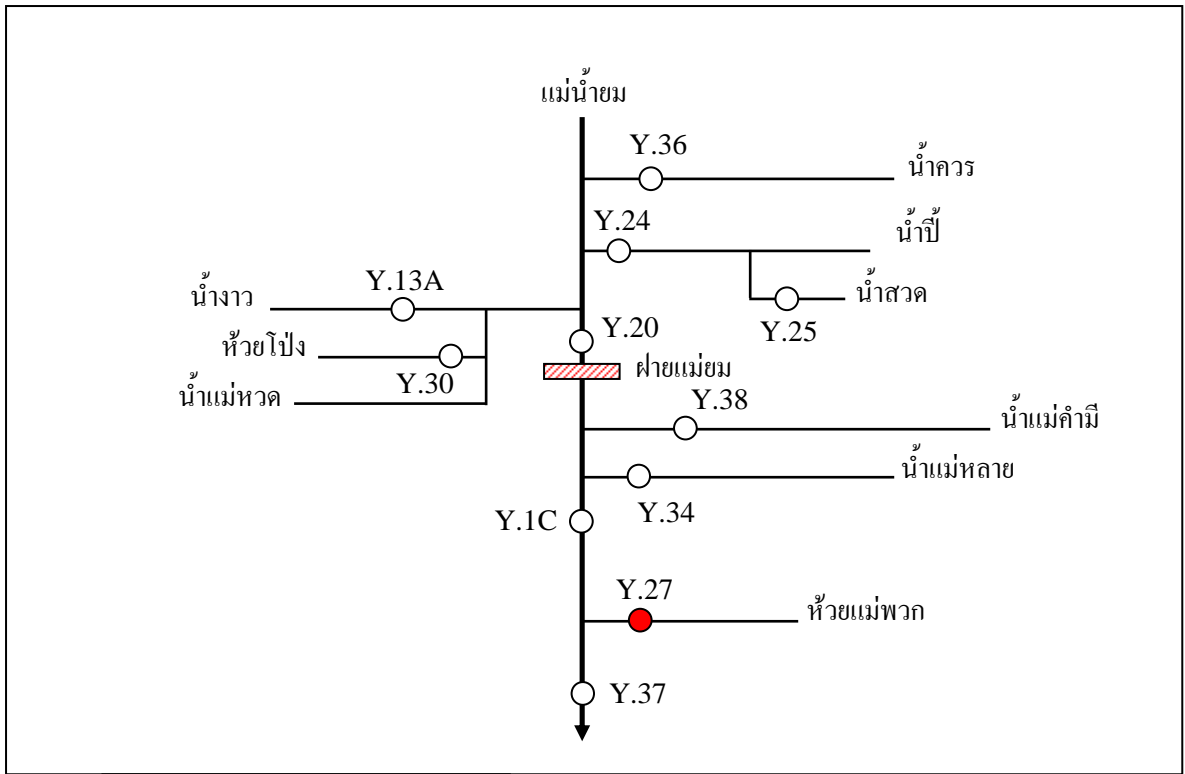 แม่น้ำยม
Y.36
น้ำควร
Y.24
น้ำปี้
Y.13A
น้ำงาว
น้ำสวด
Y.25
Y.20
ห้วยโป่ง
Y.30
ฝายแม่ยม
น้ำแม่หวด
Y.38
น้ำแม่คำมี
น้ำแม่หลาย
Y.34
Y.1C
Y.27
ห้วยแม่พวก
Y.37